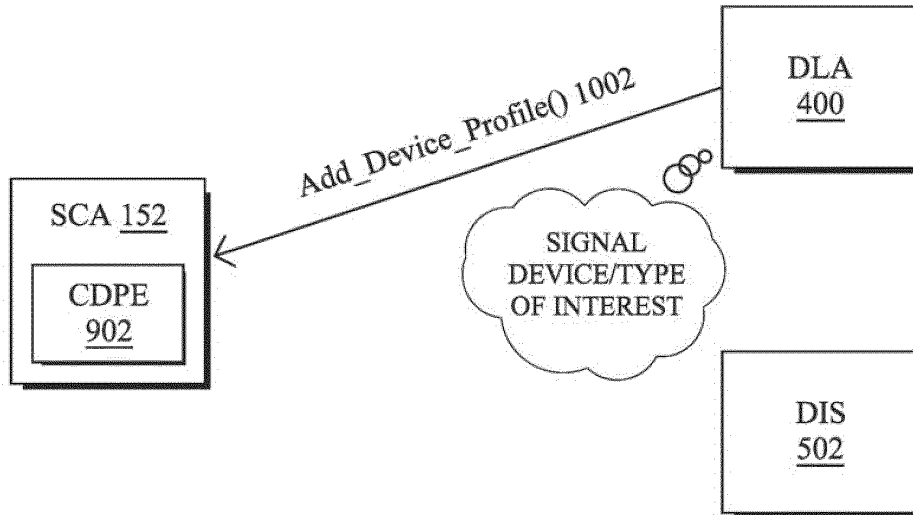 DLA
400
Add_Device_Profile() 1002
SCA 152
CDPE
902
SIGNAL
DEVICE/TYPE
OF INTEREST
DIS
502